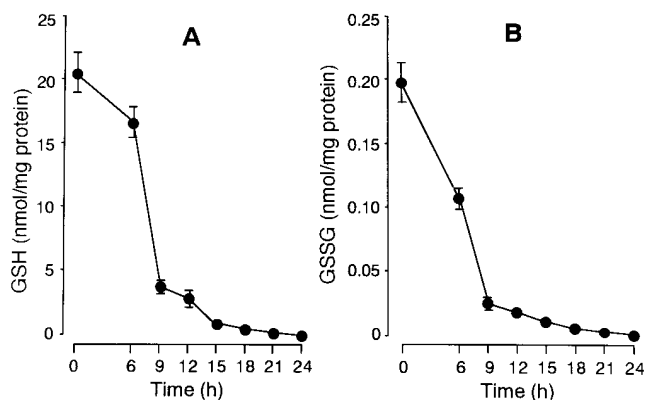 A
25
20
15
10
5
0
GSH (nmol/mg protein)
0 6 9 12 15 18 21 24
Time (h)
B
0.20
0.15
0.10
0.05
0
0.25
GSSG (nmol/mg protein)
0 6 9 12 15 18 21 24
Time (h)